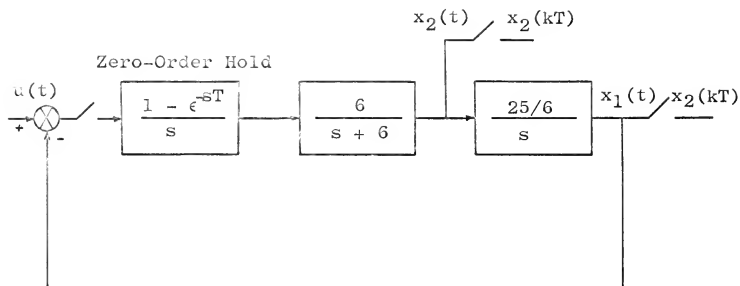 x₂(t) x₂(kT)
Zero-Order Hold
u(t)
+
-
1 - ε^-sT
s
6
s + 6
25/6
s
x₁(t) x₂(kT)